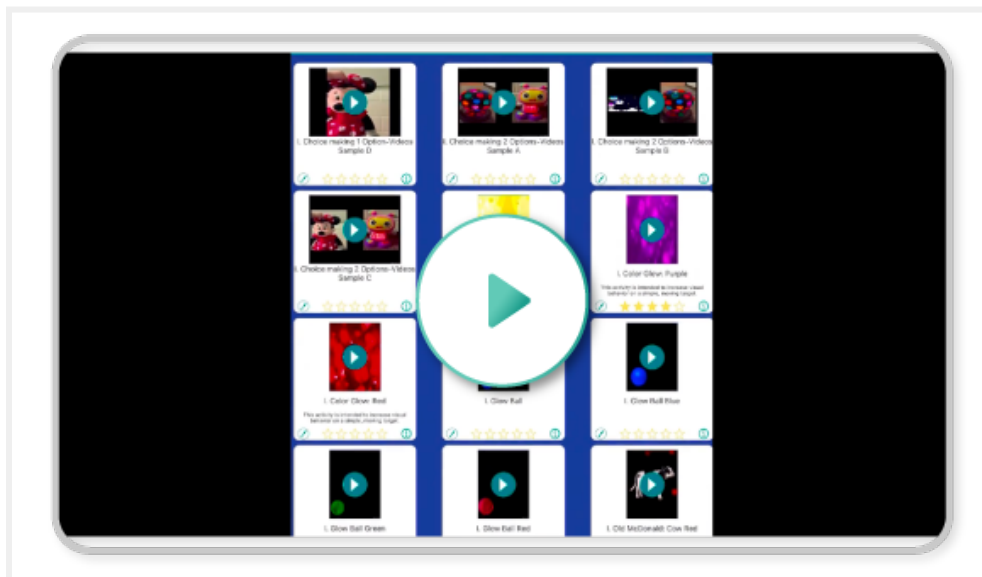 I. Choice making 1 Option-Videos
Sample D
II. Choice making 2 Options-Videos
Sample A
II. Choice making 2 Options-Videos
Sample B
II. Choice making 2 Options-Videos
Sample C
I. Color Glow: Purple
This activity is intended to increase visual
behavior on a simple, moving target.
I. Color Glow: Red
This activity is intended to increase visual
behavior on a simple, moving target.
I. Glow Ball
I. Glow Ball Blue
I. Glow Ball Green
I. Glow Ball Red
I. Old McDonald: Cow Red